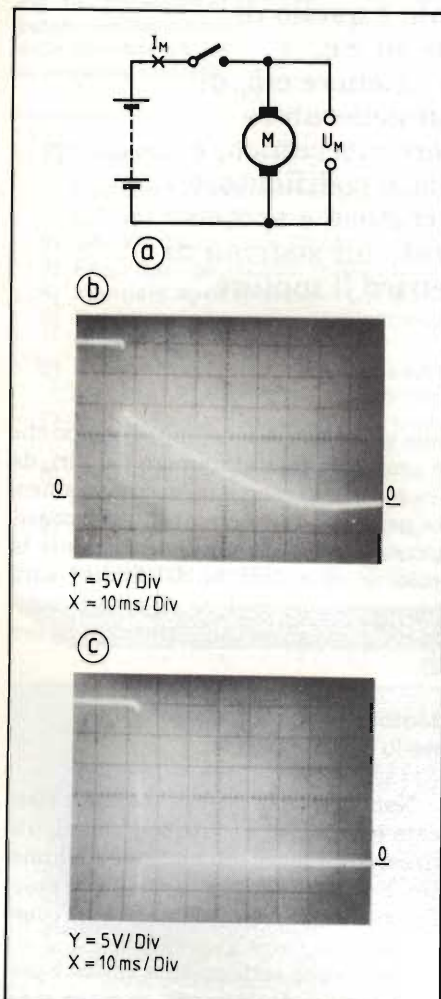 I_M
M
U_M
a
b
0 0
Y = 5V/Div
X = 10ms/Div
c
0
Y = 5V/Div
X = 10ms/Div